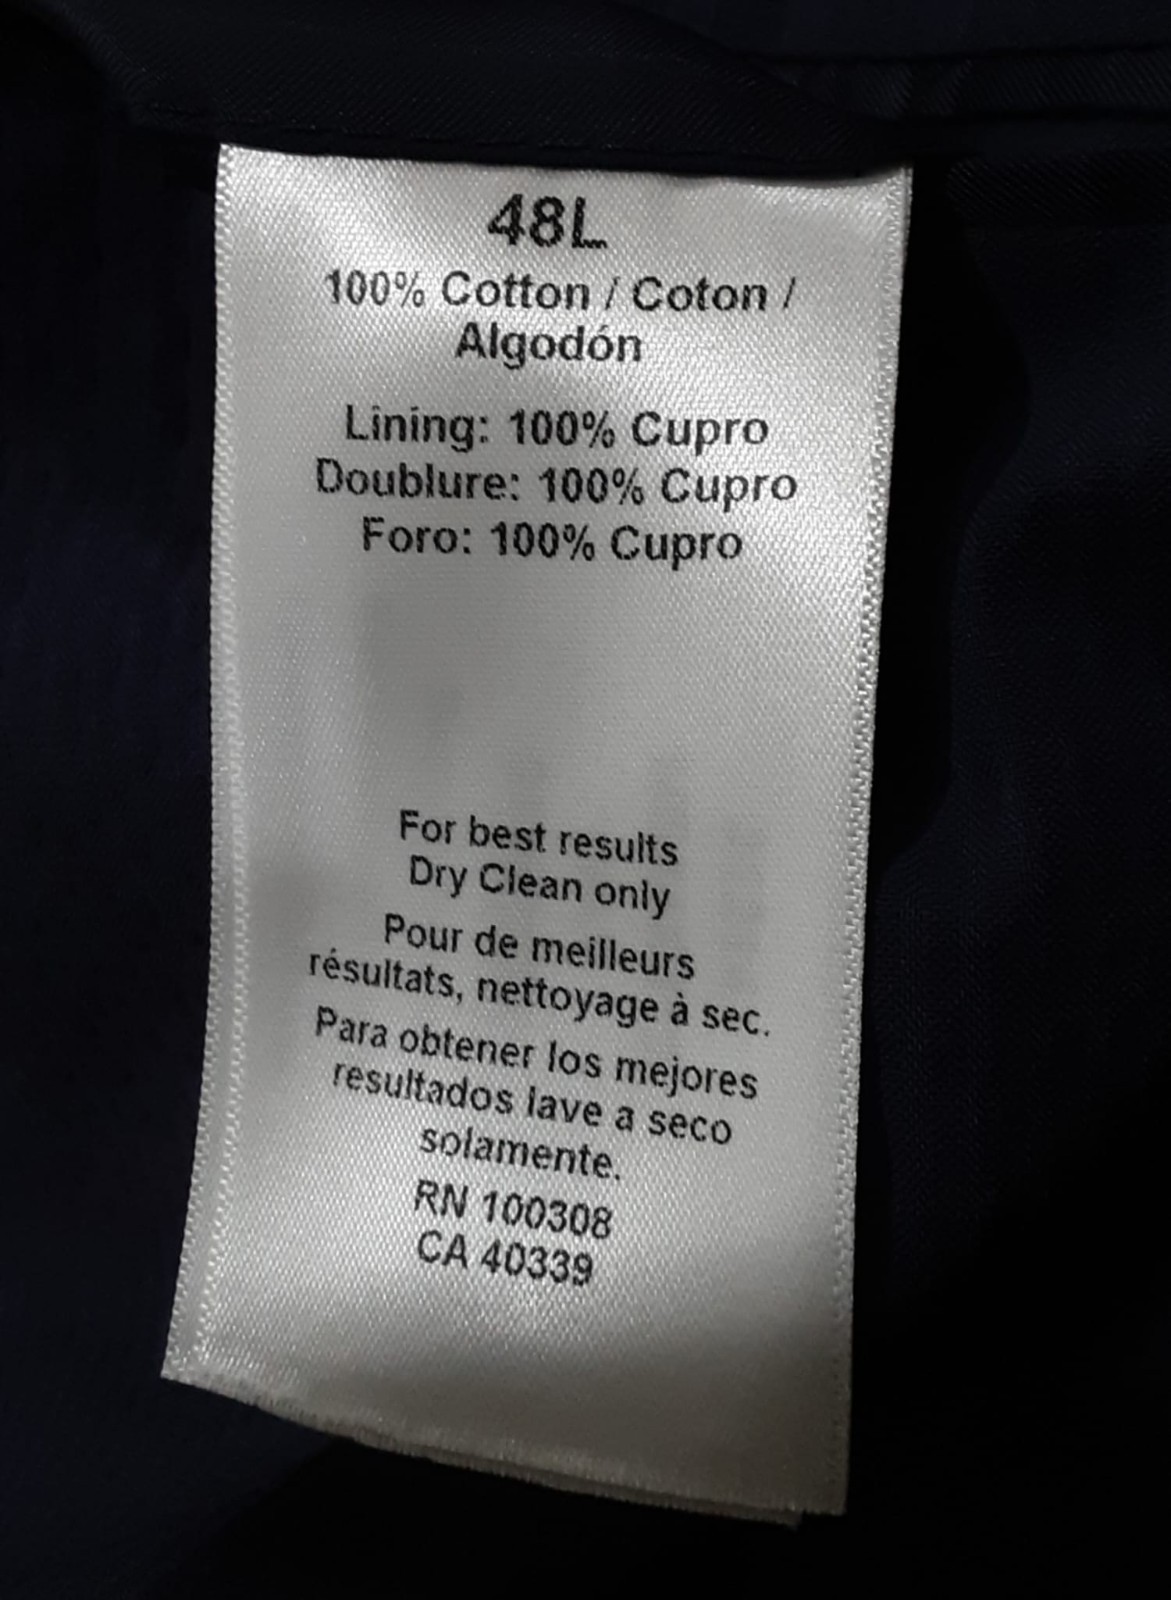 48L
100% Cotton / Coton /
Algodón
Lining: 100% Cupro
Doublure: 100% Cupro
Foro: 100% Cupro
For best results
Dry Clean only
Pour de meilleurs
résultats, nettoyage à sec.
Para obtener los mejores
resultados lave a seco
solamente.
RN 100308
CA 40339